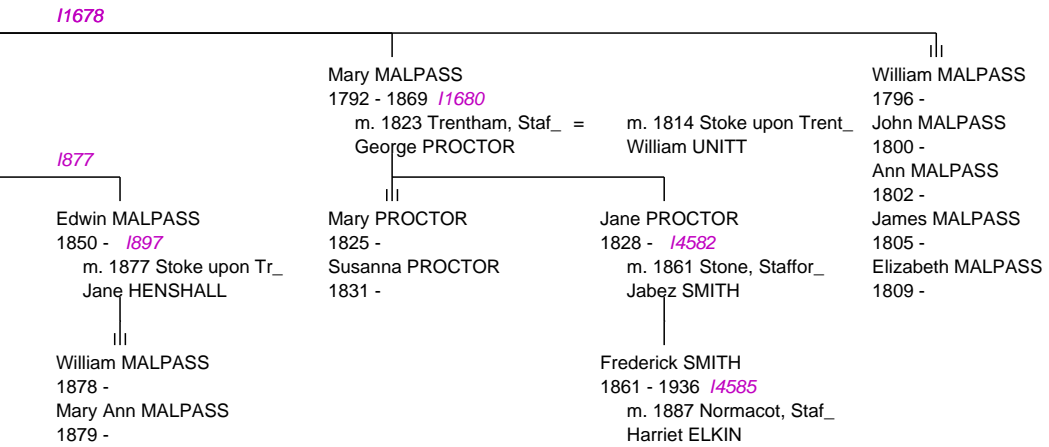 I1678
Mary MALPASS
1792 - 1869 I1680
m. 1823 Trentham, Staf_ =
George PROCTOR
m. 1814 Stoke upon Trent_
William UNITT
William MALPASS
1796 -
John MALPASS
1800 -
Ann MALPASS
1802 -
James MALPASS
1805 -
Elizabeth MALPASS
1809 -
I877
Edwin MALPASS
1850 - I897
m. 1877 Stoke upon Tr_
Jane HENSHALL
Mary PROCTOR
1825 -
Susanna PROCTOR
1831 -
Jane PROCTOR
1828 - I4582
m. 1861 Stone, Staffor_
Jabez SMITH
William MALPASS
1878 -
Mary Ann MALPASS
1879 -
Frederick SMITH
1861 - 1936 I4585
m. 1887 Normacot, Staf_
Harriet ELKIN